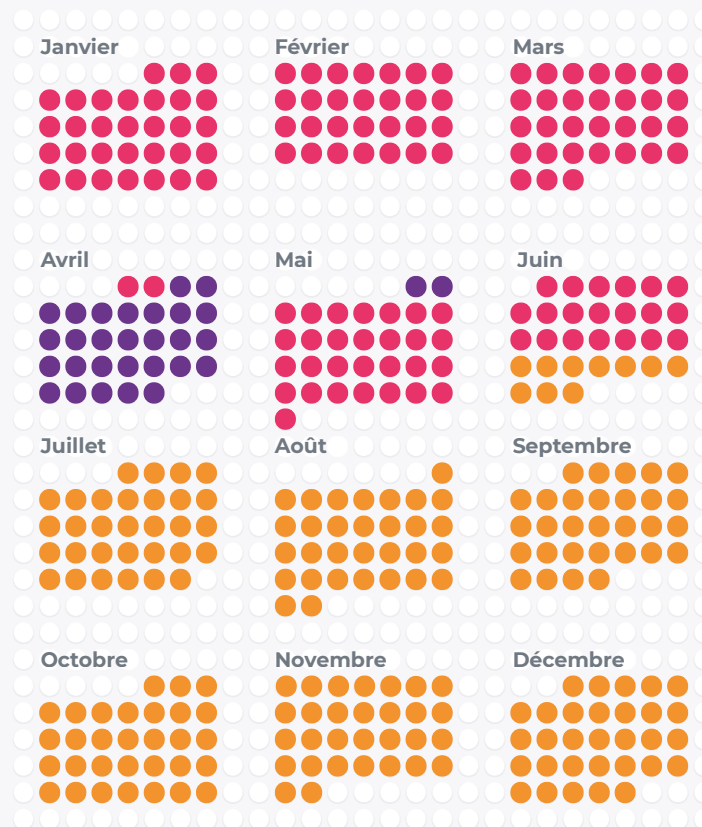 Janvier
Février
Mars
Avril
Mai
Juin
Juillet
Août
Septembre
Octobre
Novembre
Décembre